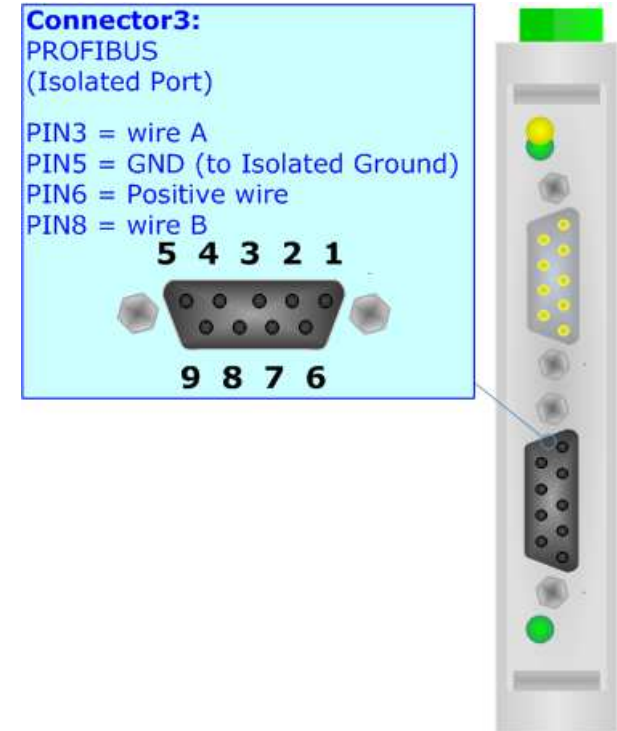 Connector3:
PROFIBUS
(Isolated Port)
PIN3 = wire A
PIN5 = GND (to Isolated Ground)
PIN6 = Positive wire
PIN8 = wire B
5 4 3 2 1
9 8 7 6